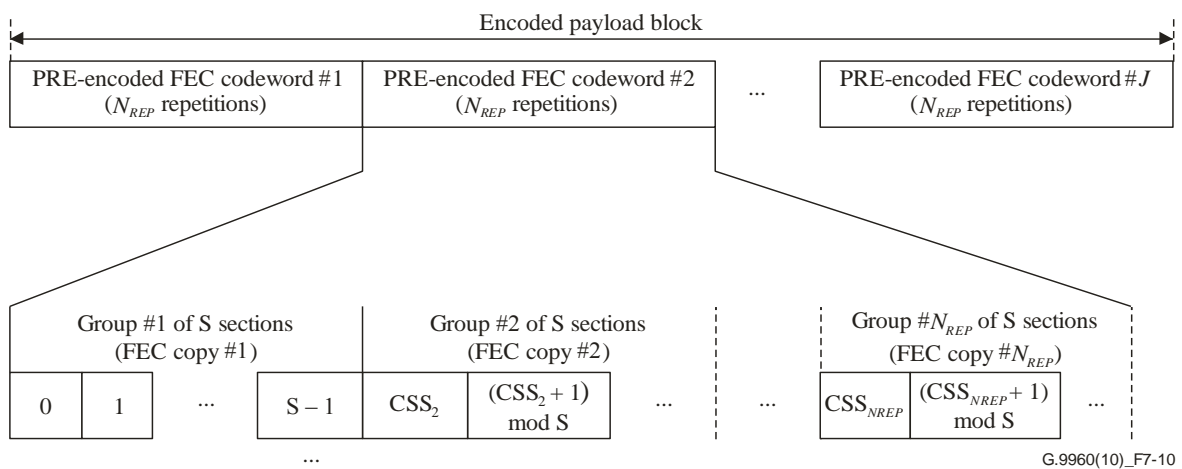 Encoded payload block
PRE-encoded FEC codeword #1
(N_REP repetitions)
PRE-encoded FEC codeword #2
(N_REP repetitions)
...
PRE-encoded FEC codeword #J
(N_REP repetitions)
Group #1 of S sections
(FEC copy #1)
Group #2 of S sections
(FEC copy #2)
Group #N_REP of S sections
(FEC copy #N_REP)
0
1
...
S – 1
CSS_2
(CSS_2 + 1)
mod S
...
...
CSS_NREP
(CSS_NREP + 1)
mod S
...
...
G.9960(10)_F7-10